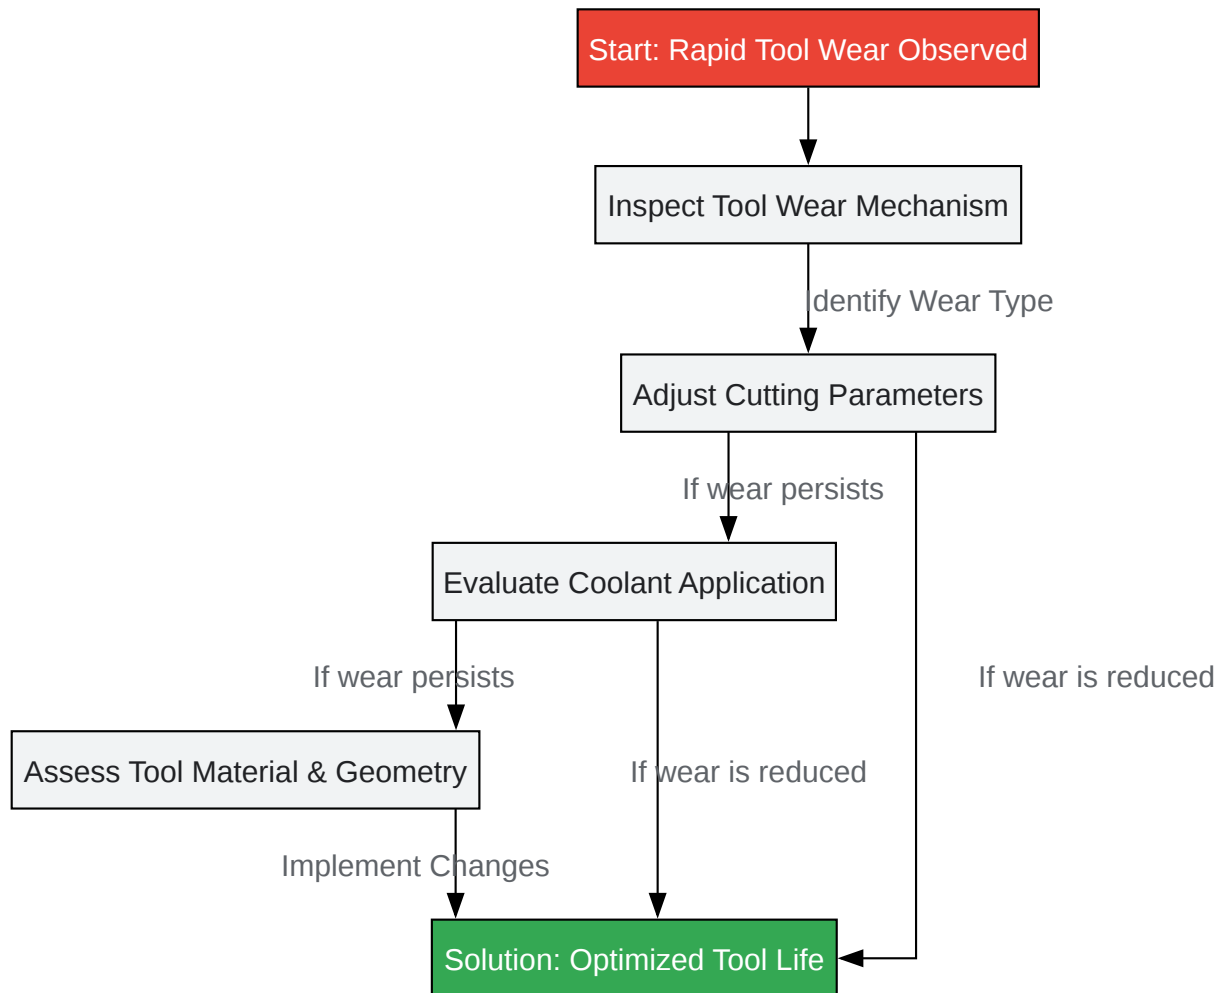 Start: Rapid Tool Wear Observed
Inspect Tool Wear Mechanism
Identify Wear Type
Adjust Cutting Parameters
If wear persists
Evaluate Coolant Application
If wear persists
If wear is reduced
Assess Tool Material & Geometry
If wear is reduced
Implement Changes
Solution: Optimized Tool Life